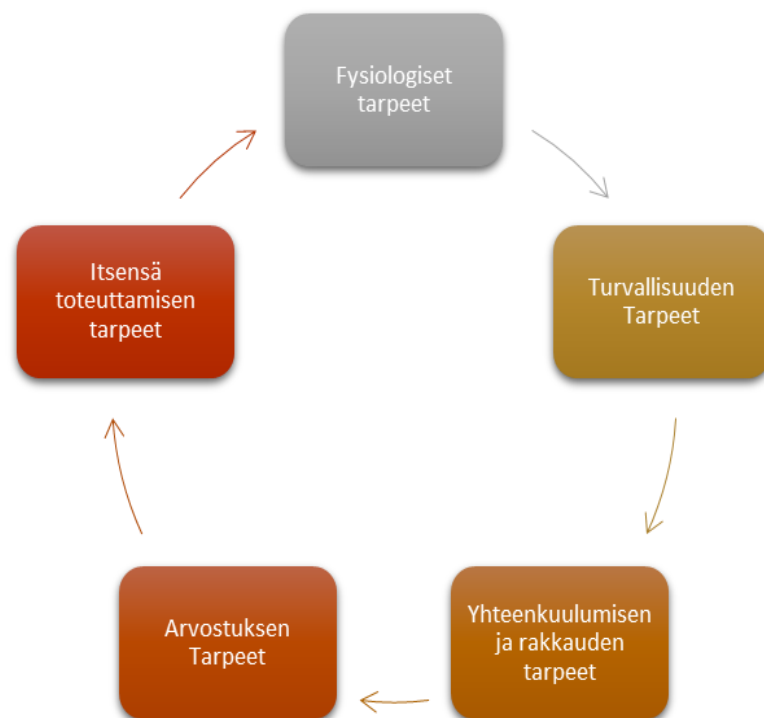 Fysiologiset
tarpeet
Turvallisuuden
Tarpeet
Yhteenkuulumisen
ja rakkauden
tarpeet
Arvostuksen
Tarpeet
Itsensä
toteuttamisen
tarpeet